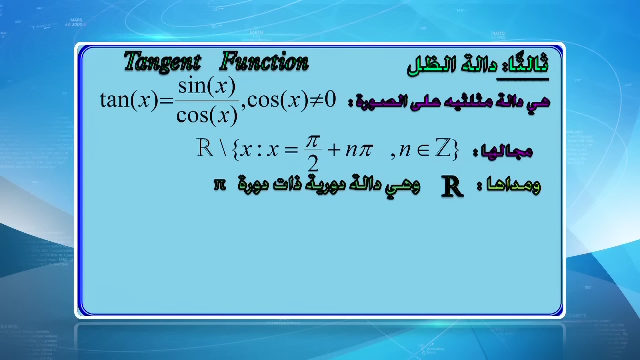 ثالثًا: دالة الظل Tangent Function
هي دالة مثلثيه على الصورة: tan(x)=sin(x)/cos(x) ,cos(x)≠0
مجالها: ℝ \ {x : x = π/2 + nπ , n ∈ ℤ}
ومداها: R وهي دالة دورية ذات دورة π